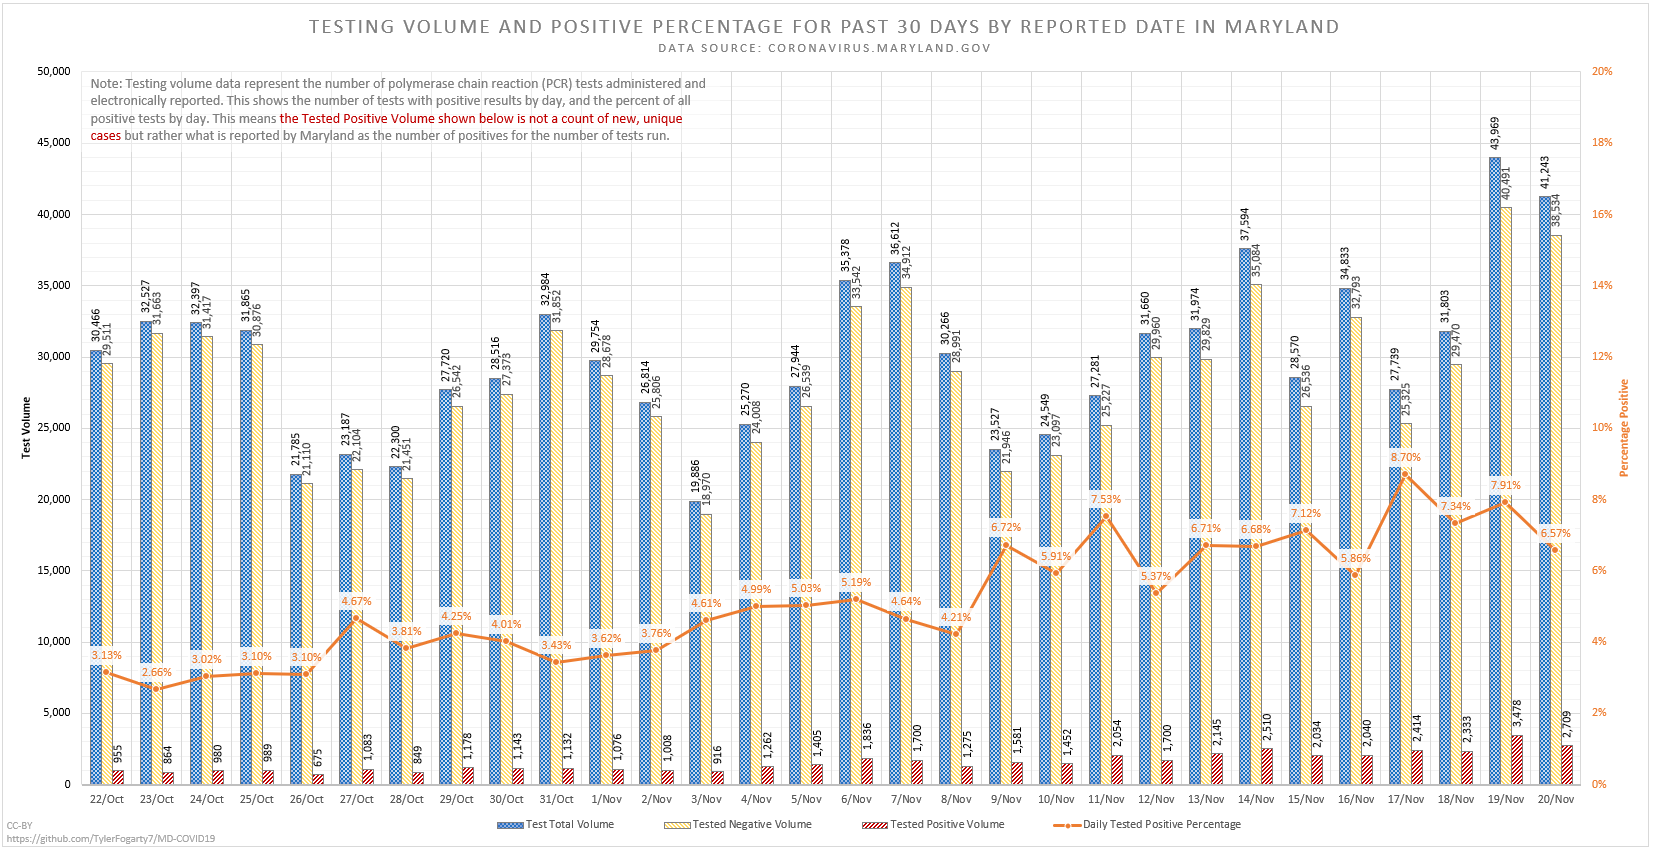 TESTING VOLUME AND POSITIVE PERCENTAGE FOR PAST 30 DAYS BY REPORTED DATE IN MARYLAND
DATA SOURCE: CORONAVIRUS.MARYLAND.GOV
Note: Testing volume data represent the number of polymerase chain reaction (PCR) tests administered and
electronically reported. This shows the number of tests with positive results by day, and the percent of all
positive tests by day. This means the Tested Positive Volume shown below is not a count of new, unique
cases but rather what is reported by Maryland as the number of positives for the number of tests run.
Test Volume
50,000
45,000
40,000
35,000
30,000
25,000
20,000
15,000
10,000
5,000
0
30,466 29,511 3.13% 955
32,527 31,663 2.66% 864
32,397 31,417 3.02% 980
31,865 30,876 3.10% 989
21,785 21,110 3.10% 675
23,187 22,104 4.67% 1,083
22,300 21,451 3.81% 849
27,720 26,542 4.25% 1,178
28,516 27,373 4.01% 1,143
32,984 31,852 3.43% 1,132
29,754 28,678 3.62% 1,076
26,814 25,806 3.76% 1,008
19,886 18,970 4.61% 916
25,270 24,008 4.99% 1,262
27,944 26,539 5.03% 1,405
35,378 33,542 5.19% 1,836
36,612 34,912 4.64% 1,700
30,266 28,991 4.21% 1,275
23,527 21,946 6.72% 1,581
24,549 23,097 5.91% 1,452
27,281 25,227 7.53% 2,054
31,660 29,960 5.37% 1,700
31,974 29,829 6.71% 2,145
37,594 35,084 6.68% 2,510
28,570 26,536 7.12% 2,034
34,833 32,793 5.86% 2,040
27,739 25,325 8.70% 2,414
31,803 29,470 7.34% 2,333
43,969 40,491 7.91% 3,478
41,243 38,534 6.57% 2,709
20%
18%
16%
14%
12%
10%
8%
6%
4%
2%
0%
Percentage Positive
22/Oct 23/Oct 24/Oct 25/Oct 26/Oct 27/Oct 28/Oct 29/Oct 30/Oct 31/Oct 1/Nov 2/Nov 3/Nov 4/Nov 5/Nov 6/Nov 7/Nov 8/Nov 9/Nov 10/Nov 11/Nov 12/Nov 13/Nov 14/Nov 15/Nov 16/Nov 17/Nov 18/Nov 19/Nov 20/Nov
Test Total Volume Tested Negative Volume Tested Positive Volume Daily Tested Positive Percentage
CC-BY
https://github.com/TylerFogarty7/MD-COVID19